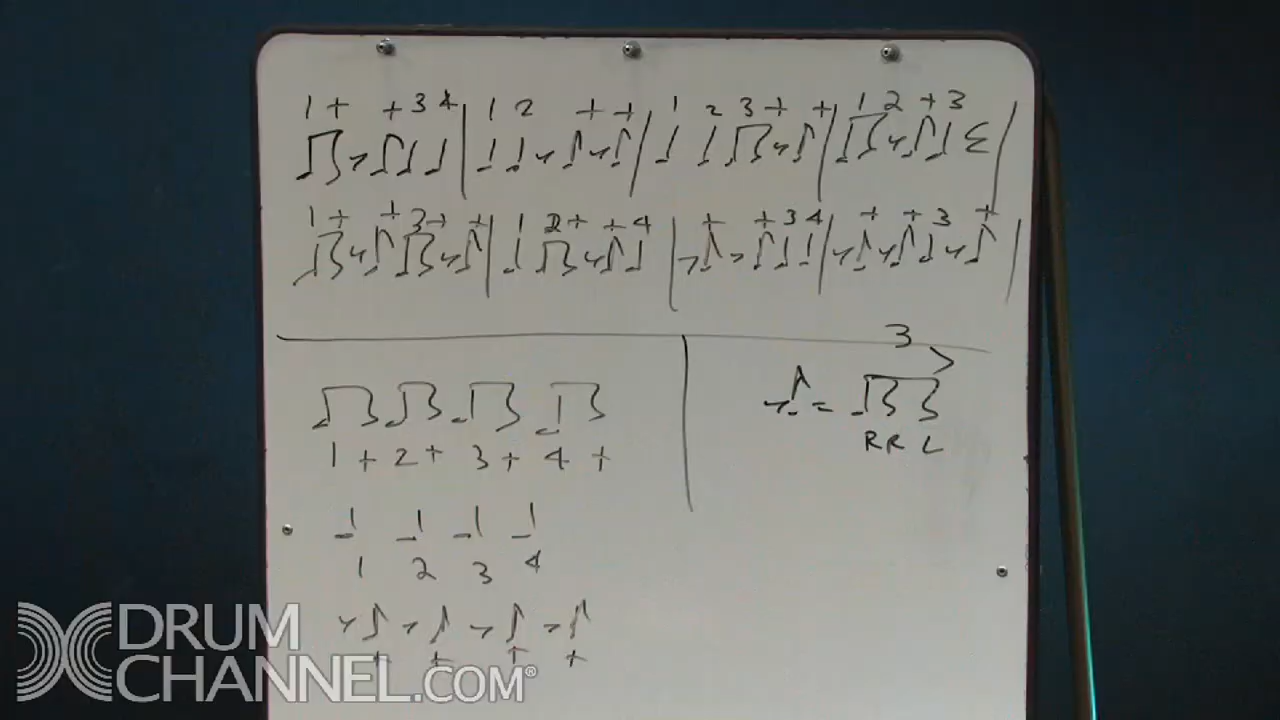 1 + + 3 4 | 1 2 + + | 1 2 3 + + | 1 2 + 3
1 + + 3 + + | 1 2 + + 4 | + + 3 4 | + + 3 +
3
=
R R L
1 + 2 + 3 + 4 +
1 2 3 4
+ + + +
DRUM
CHANNEL.COM®